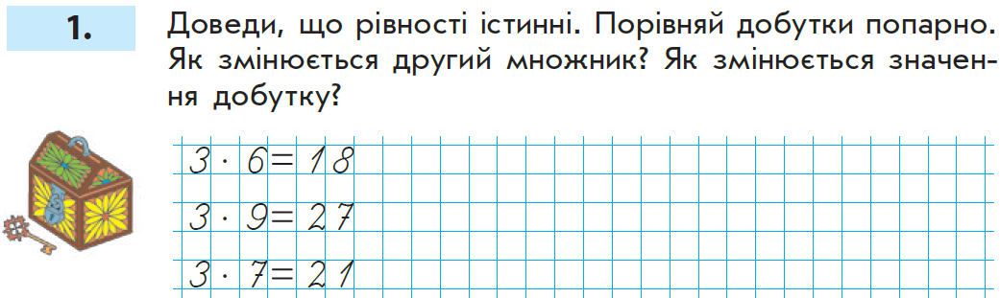 1.
Доведи, що рівності істинні. Порівняй добутки попарно.
Як змінюється другий множник? Як змінюється значен-
ня добутку?
3 · 6 = 18
3 · 9 = 27
3 · 7 = 21